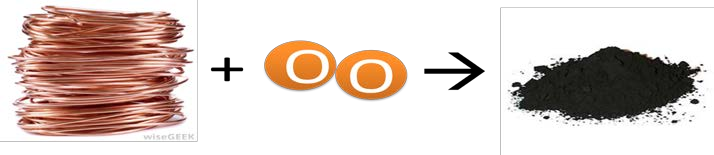 + O O →
wiseGEEK